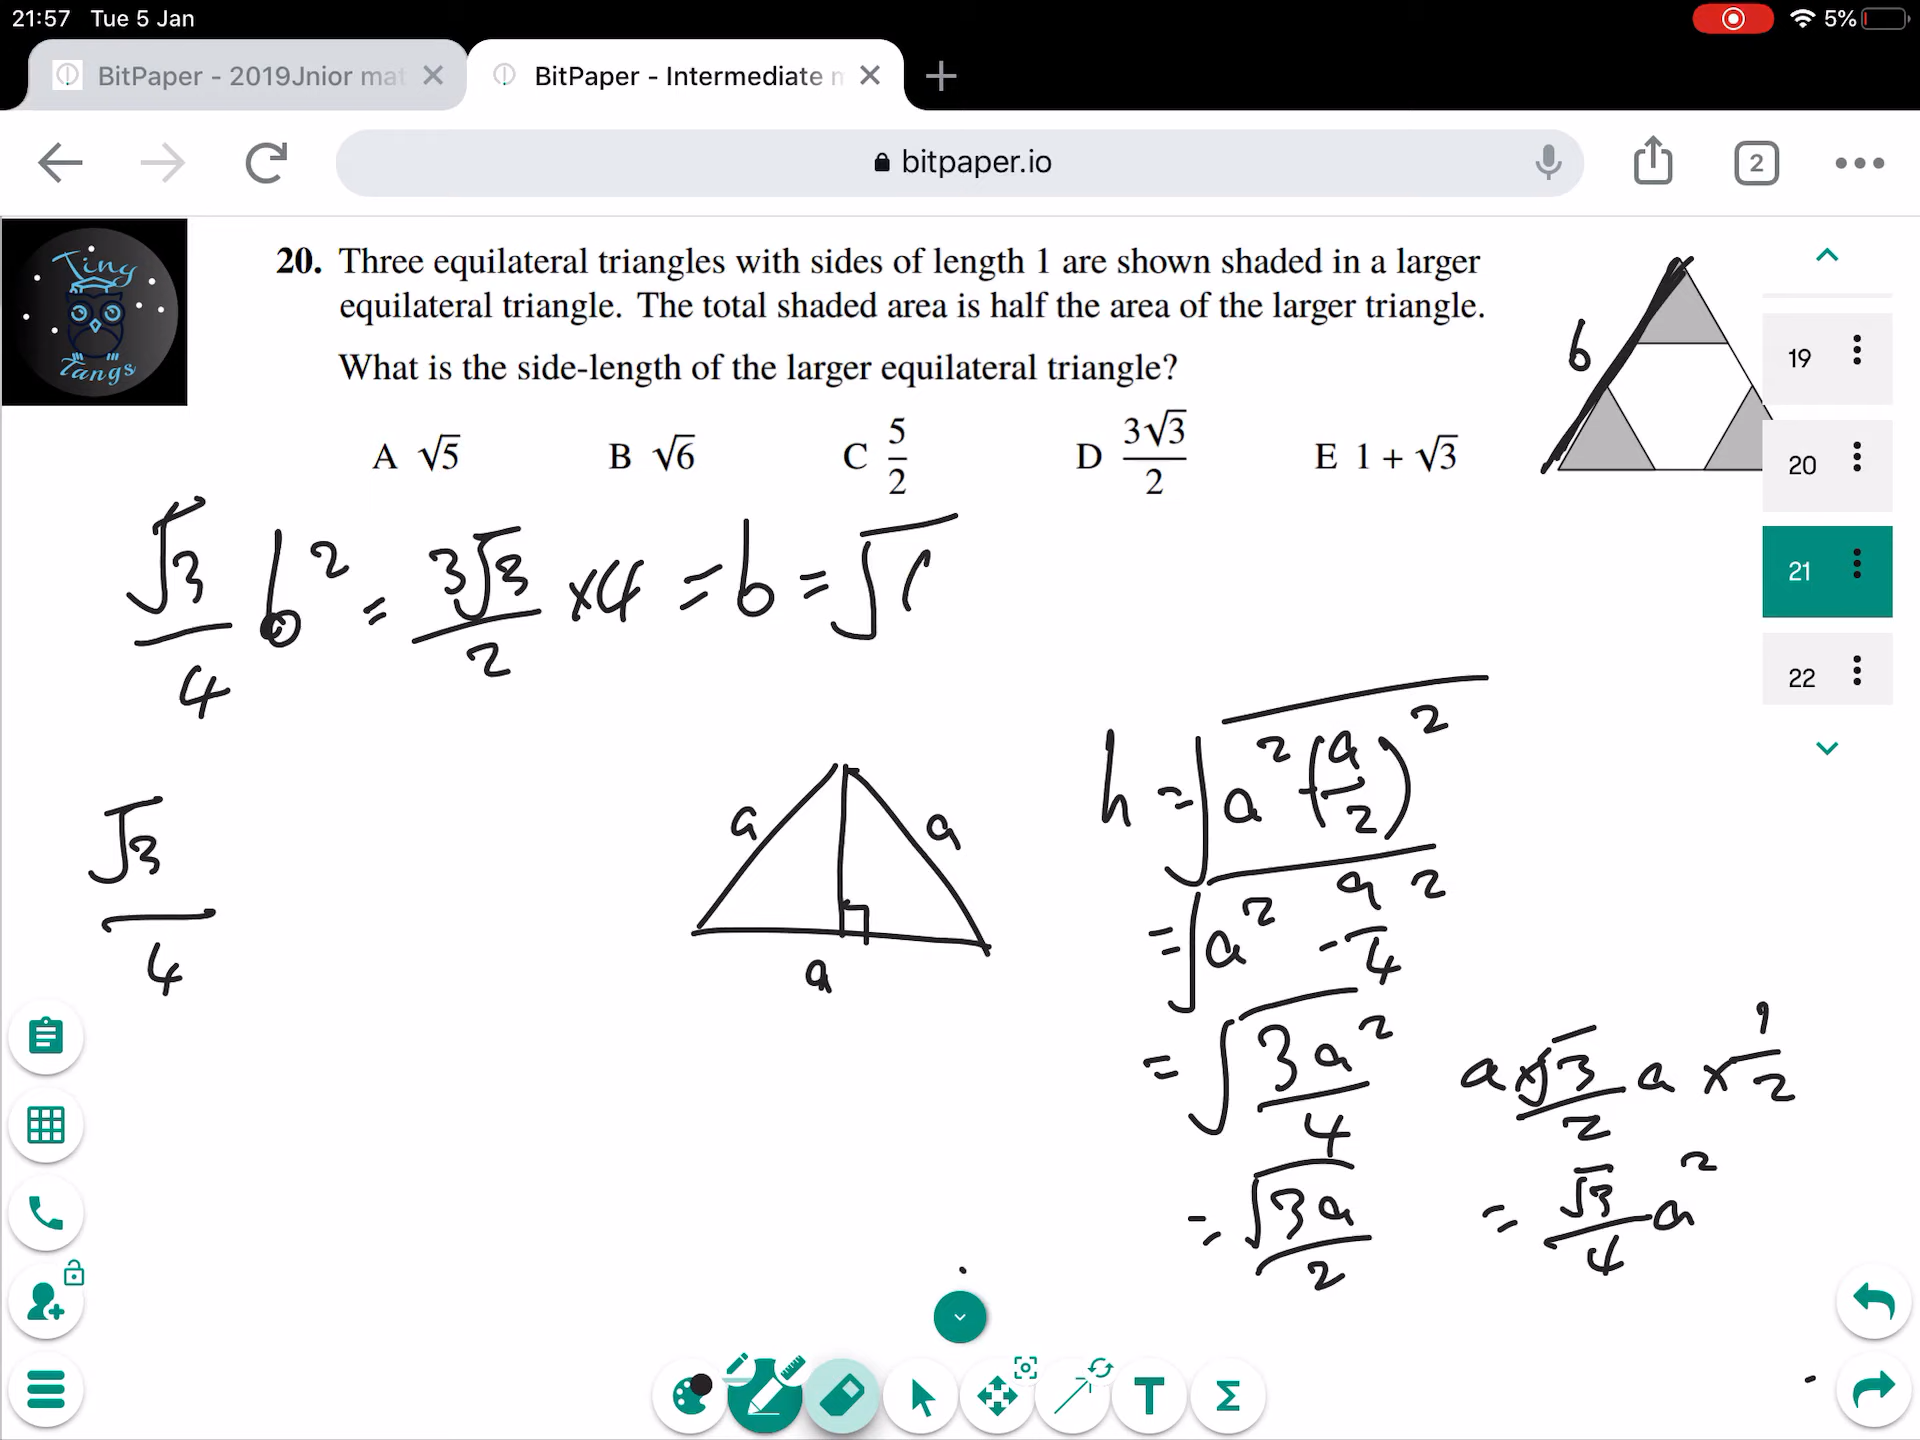 21:57 Tue 5 Jan
5%
BitPaper - 2019Jnior mat
BitPaper - Intermediate m
bitpaper.io
2
Tiny
Tangs
20. Three equilateral triangles with sides of length 1 are shown shaded in a larger
equilateral triangle. The total shaded area is half the area of the larger triangle.
What is the side-length of the larger equilateral triangle?
A √5 B √6 C 5/2 D 3√3/2 E 1 + √3
b
19
20
21
22
√3/4 b² = 3√3/2 ×4 = b = √
√3/4
a
a
a
h = √a² - (a/2)²
= √a² - a²/4
= √3a²/4
= √3a/2
a × √3/2 a × 1/2
= √3/4 a²
T
Σ